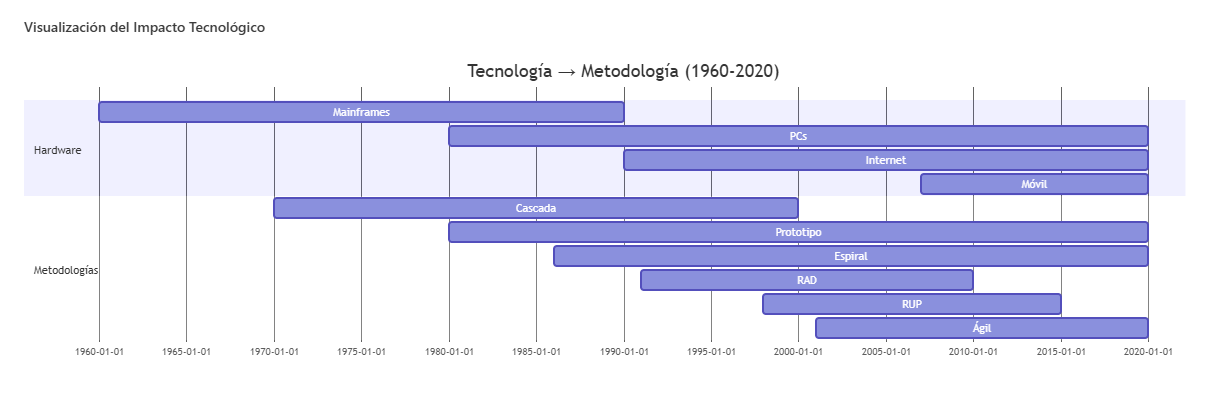 Visualización del Impacto Tecnológico
Tecnología → Metodología (1960-2020)
Hardware
Mainframes
PCs
Internet
Móvil
Metodologías
Cascada
Prototipo
Espiral
RAD
RUP
Ágil
1960-01-01 1965-01-01 1970-01-01 1975-01-01 1980-01-01 1985-01-01 1990-01-01 1995-01-01 2000-01-01 2005-01-01 2010-01-01 2015-01-01 2020-01-01